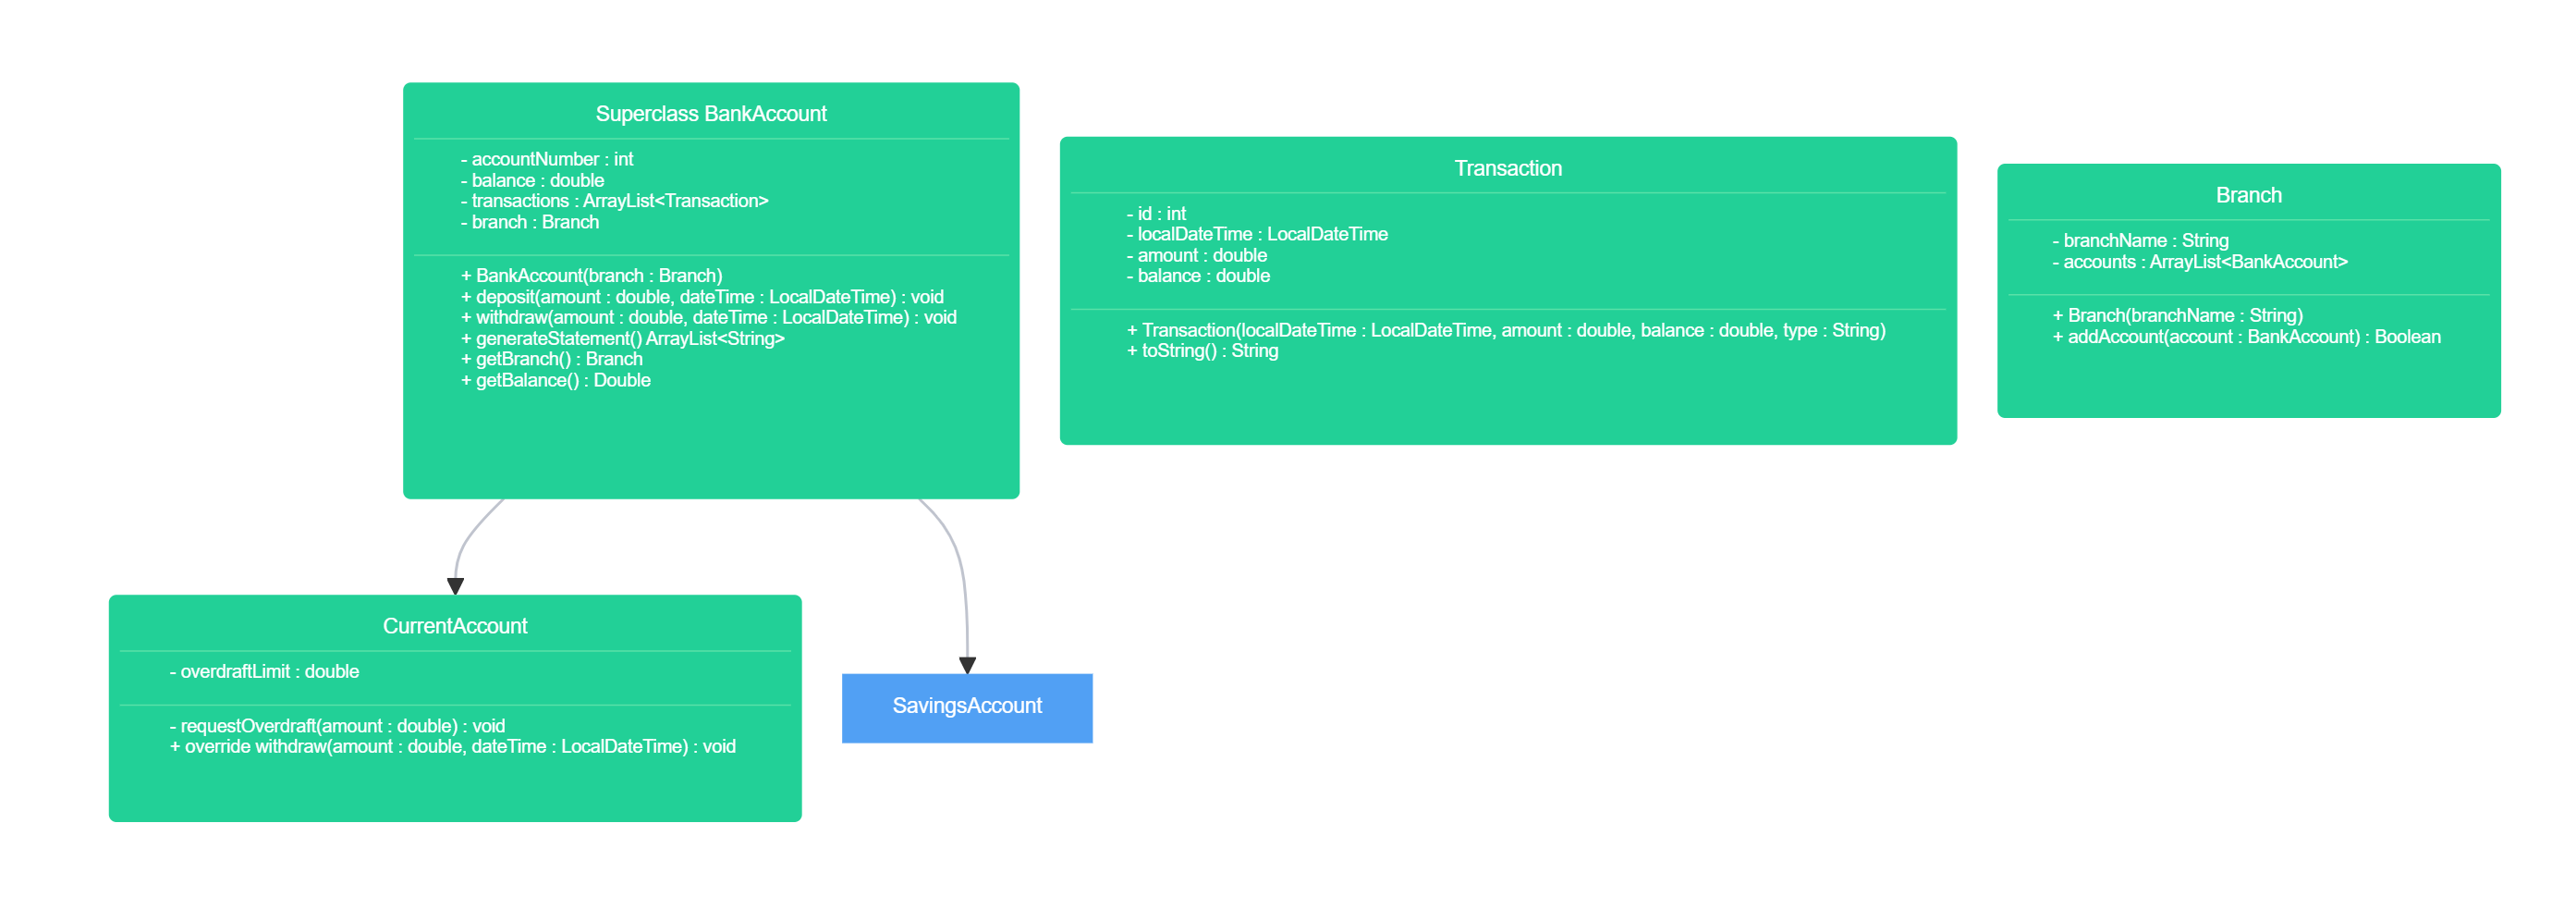 Superclass BankAccount
- accountNumber : int
- balance : double
- transactions : ArrayList<Transaction>
- branch : Branch
+ BankAccount(branch : Branch)
+ deposit(amount : double, dateTime : LocalDateTime) : void
+ withdraw(amount : double, dateTime : LocalDateTime) : void
+ generateStatement() ArrayList<String>
+ getBranch() : Branch
+ getBalance() : Double
Transaction
- id : int
- localDateTime : LocalDateTime
- amount : double
- balance : double
+ Transaction(localDateTime : LocalDateTime, amount : double, balance : double, type : String)
+ toString() : String
Branch
- branchName : String
- accounts : ArrayList<BankAccount>
+ Branch(branchName : String)
+ addAccount(account : BankAccount) : Boolean
CurrentAccount
- overdraftLimit : double
- requestOverdraft(amount : double) : void
+ override withdraw(amount : double, dateTime : LocalDateTime) : void
SavingsAccount